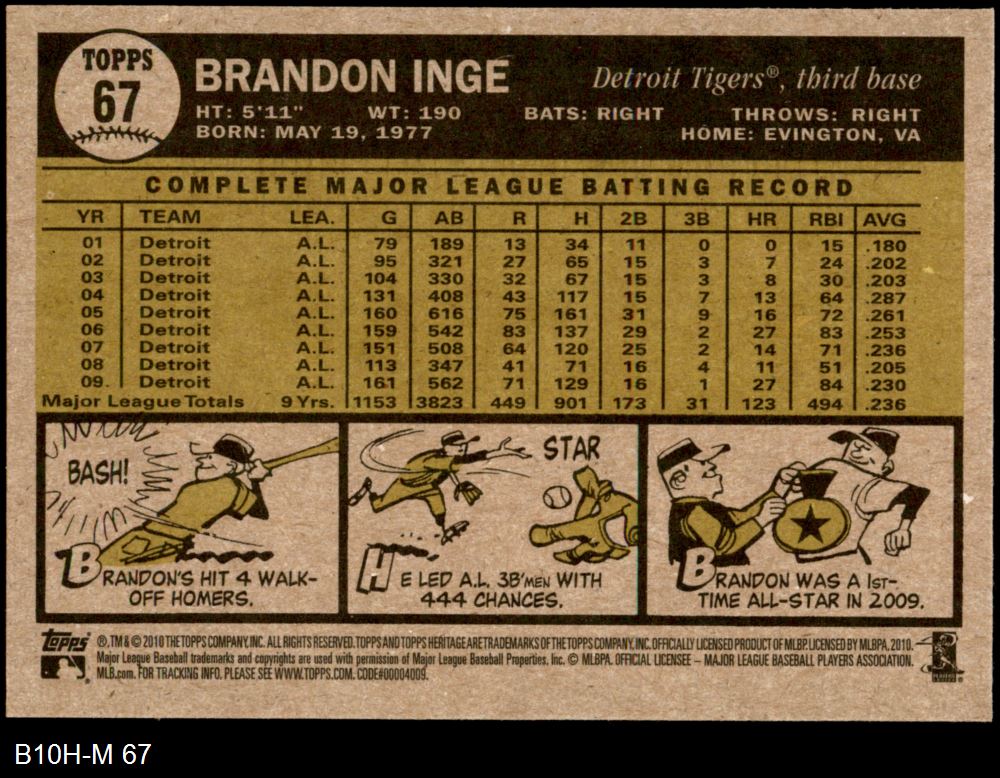 TOPPS
67
BRANDON INGE
Detroit Tigers®, third base
HT: 5'11" WT: 190 BATS: RIGHT THROWS: RIGHT
BORN: MAY 19, 1977 HOME: EVINGTON, VA
COMPLETE MAJOR LEAGUE BATTING RECORD
YR TEAM LEA. G AB R H 2B 3B HR RBI AVG
01 Detroit A.L. 79 189 13 34 11 0 0 15 .180
02 Detroit A.L. 95 321 27 65 15 3 7 24 .202
03 Detroit A.L. 104 330 32 67 15 3 8 30 .203
04 Detroit A.L. 131 408 43 117 15 7 13 64 .287
05 Detroit A.L. 160 616 75 161 31 9 16 72 .261
06 Detroit A.L. 159 542 83 137 29 2 27 83 .253
07 Detroit A.L. 151 508 64 120 25 2 14 71 .236
08 Detroit A.L. 113 347 41 71 16 4 11 51 .205
09. Detroit A.L. 161 562 71 129 16 1 27 84 .230
Major League Totals 9 Yrs. 1153 3823 449 901 173 31 123 494 .236
BASH!
BRANDON'S HIT 4 WALK-
OFF HOMERS.
STAR
HE LED A.L. 3B'MEN WITH
444 CHANCES.
BRANDON WAS A 1ST-
TIME ALL-STAR IN 2009.
topps ®, TM & © 2010 THE TOPPS COMPANY, INC. ALL RIGHTS RESERVED. TOPPS AND TOPPS HERITAGE ARE TRADEMARKS OF THE TOPPS COMPANY, INC. OFFICIALLY LICENSED PRODUCT OF MLBP. LICENSED BY MLBPA, 2010.
Major League Baseball trademarks and copyrights are used with permission of Major League Baseball Properties, Inc. © MLBPA. OFFICIAL LICENSEE – MAJOR LEAGUE BASEBALL PLAYERS ASSOCIATION.
MLB.com. FOR TRACKING INFO. PLEASE SEE WWW.TOPPS.COM. CODE#00004009.
B10H-M 67